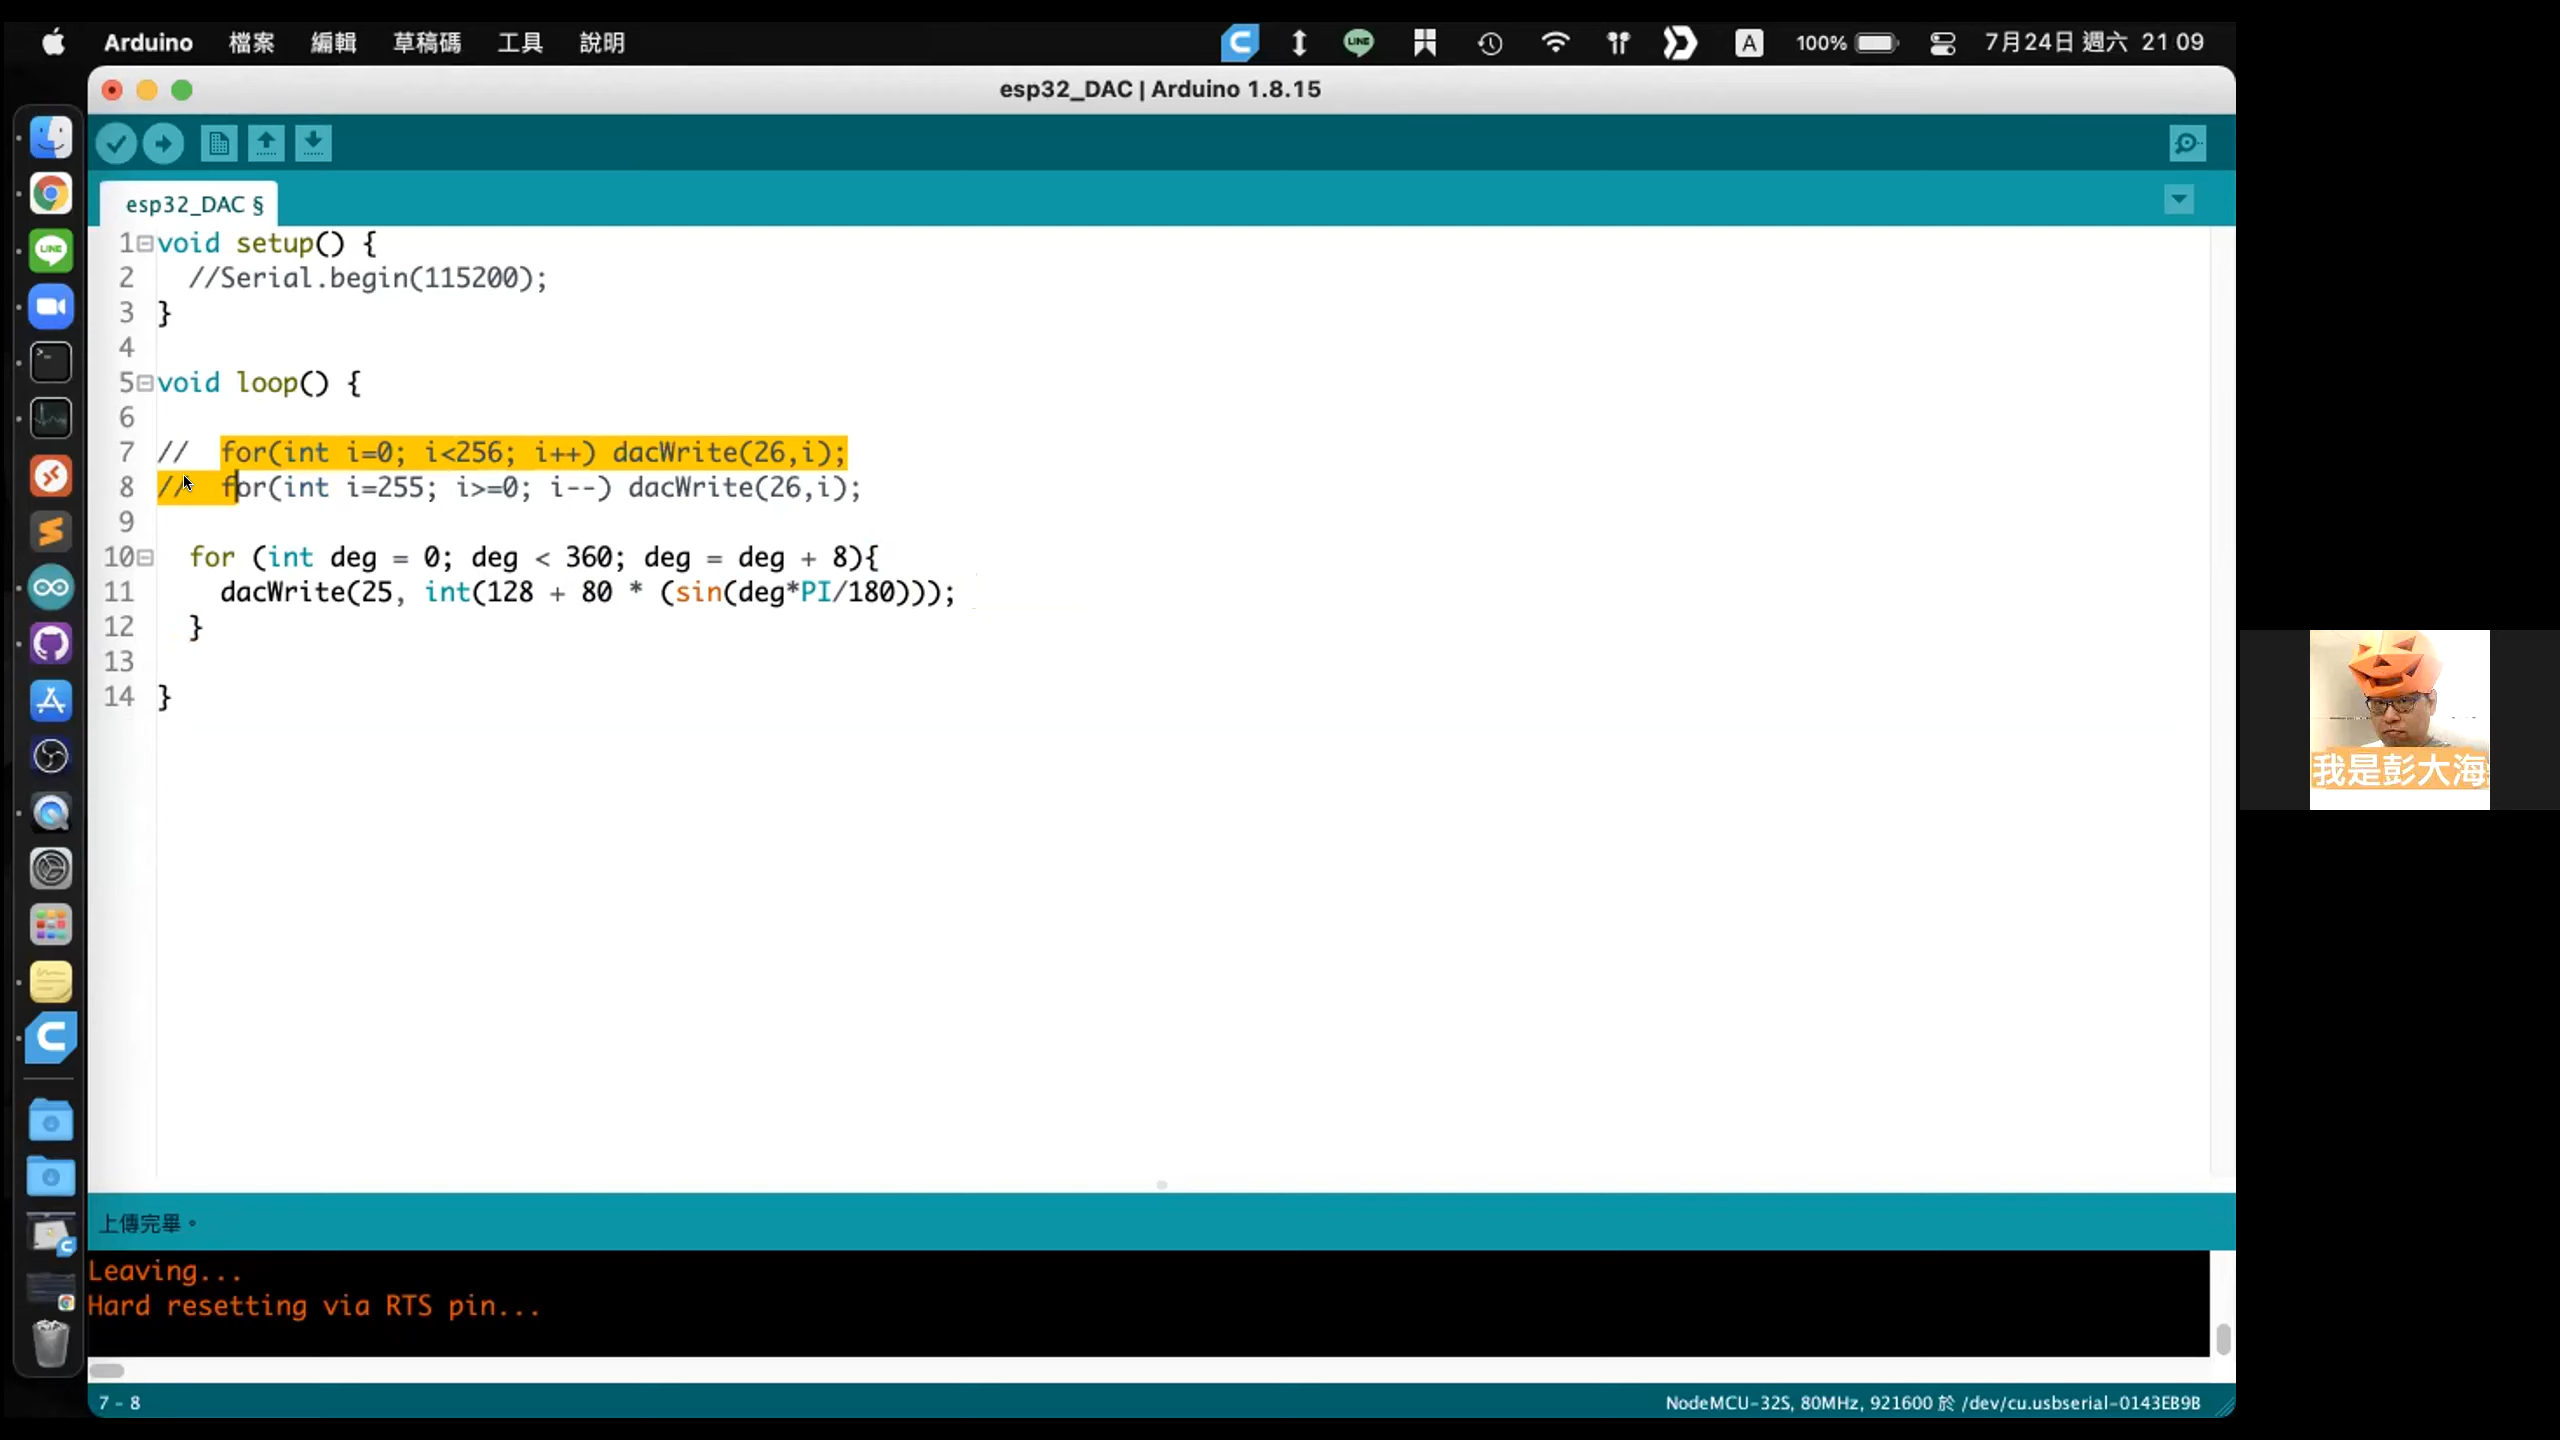 Arduino 檔案 編輯 草稿碼 工具 說明 LINE A 100% 7月24日 週六 21 09
esp32_DAC | Arduino 1.8.15
esp32_DAC §
1 void setup() {
2 //Serial.begin(115200);
3 }
4
5 void loop() {
6
7 // for(int i=0; i<256; i++) dacWrite(26,i);
8 // for(int i=255; i>=0; i--) dacWrite(26,i);
9
10 for (int deg = 0; deg < 360; deg = deg + 8){
11 dacWrite(25, int(128 + 80 * (sin(deg*PI/180)));
12 }
13
14 }
LINE
我是彭大海
上傳完畢。
Leaving...
Hard resetting via RTS pin...
7 - 8
NodeMCU-32S, 80MHz, 921600 於 /dev/cu.usbserial-0143EB9B